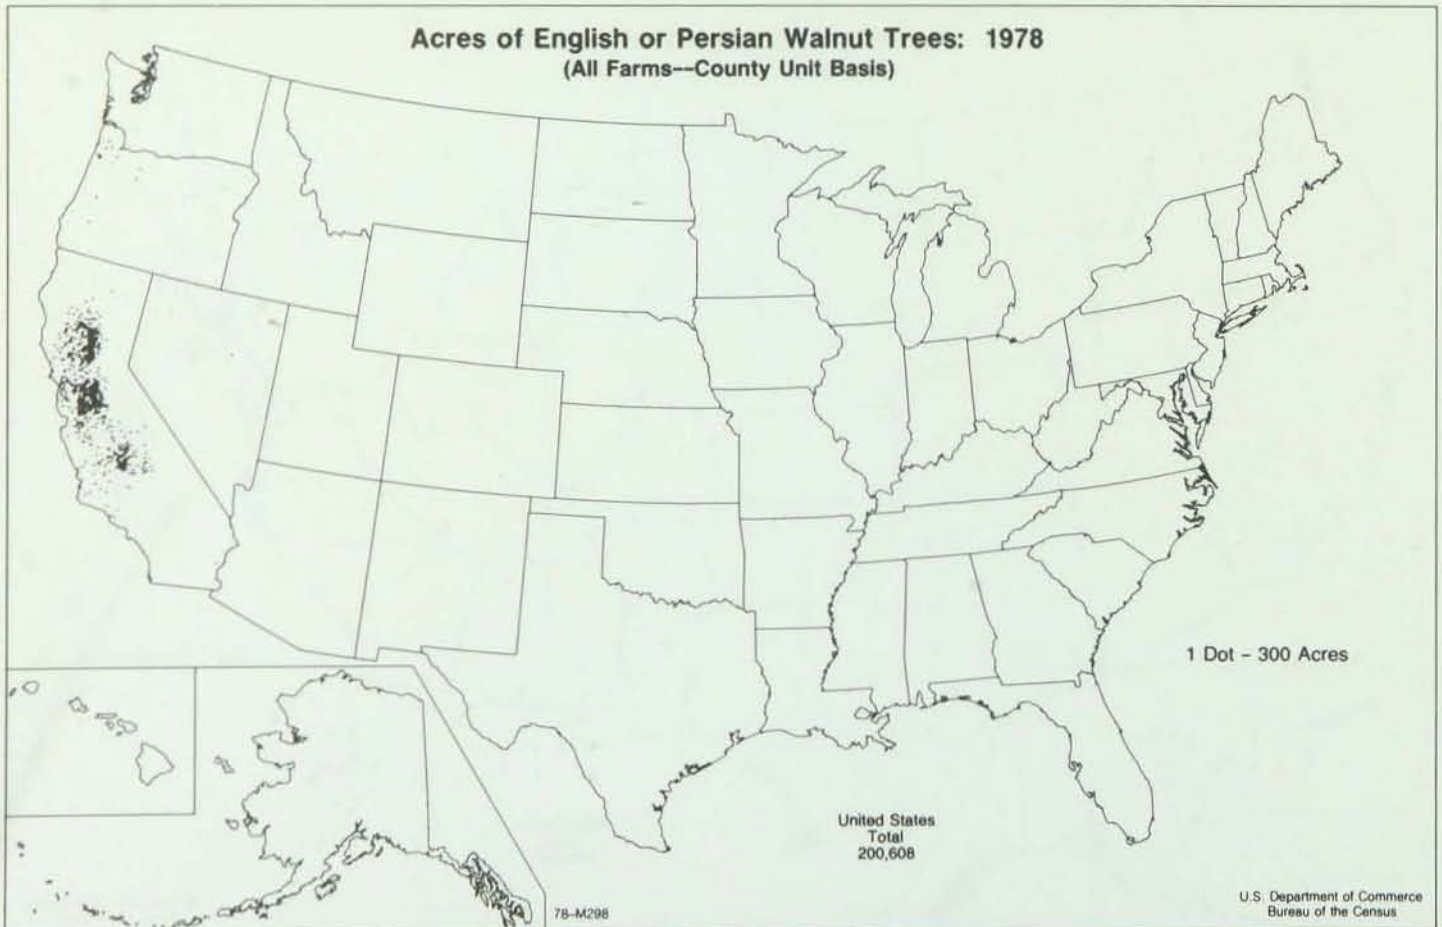 Acres of English or Persian Walnut Trees: 1978
(All Farms--County Unit Basis)
1 Dot - 300 Acres
United States
Total
200,608
78-M298
U.S. Department of Commerce
Bureau of the Census